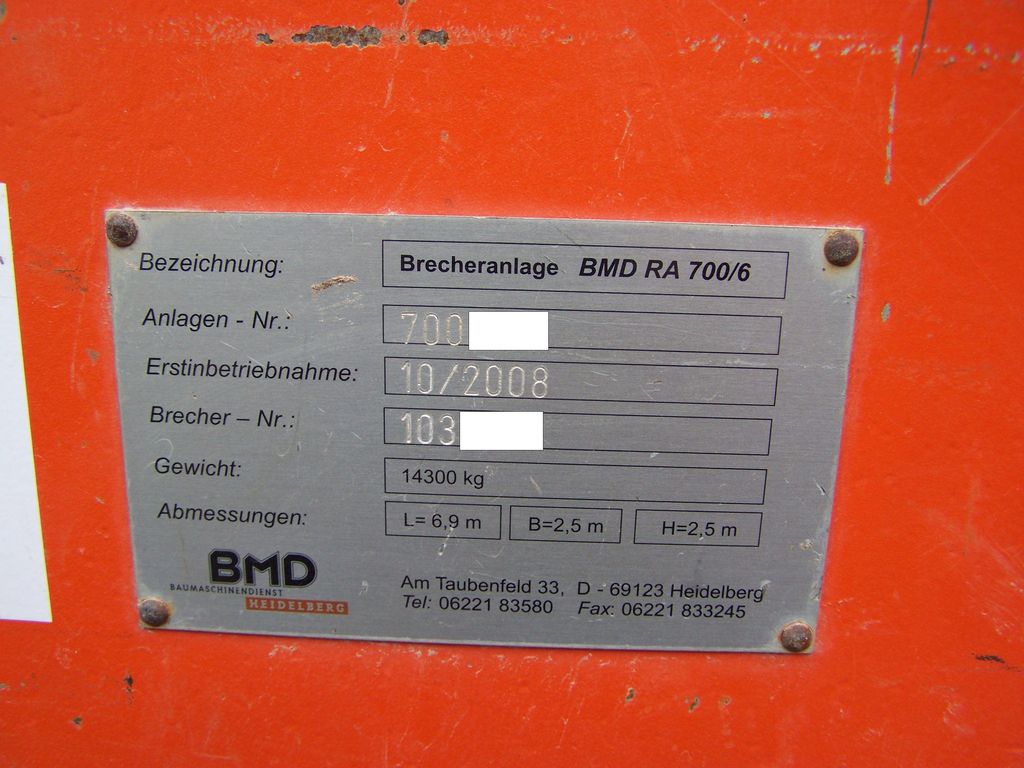 Bezeichnung: Brecheranlage BMD RA 700/6
Anlagen - Nr.: 700
Erstinbetriebnahme: 10/2008
Brecher – Nr.: 103
Gewicht: 14300 kg
Abmessungen: L= 6,9 m B=2,5 m H=2,5 m
BMD
BAUMASCHINENDIENST
HEIDELBERG
Am Taubenfeld 33, D - 69123 Heidelberg
Tel: 06221 83580 Fax: 06221 833245